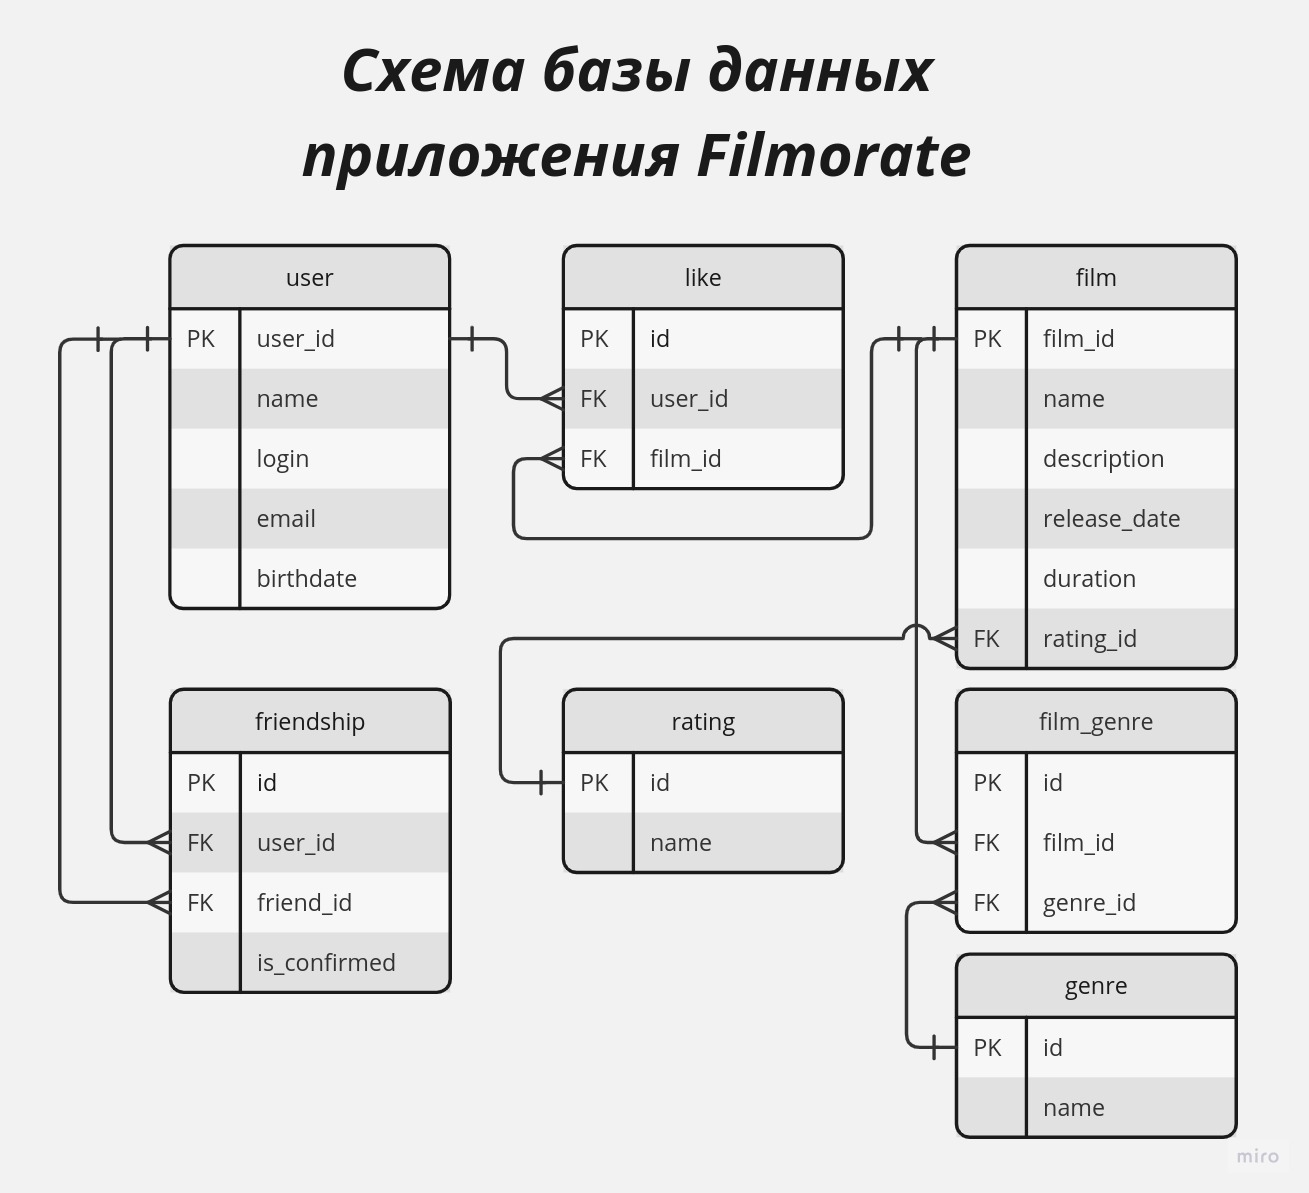 Схема базы данных
приложения Filmorate
user
PK user_id
name
login
email
birthdate
like
PK id
FK user_id
FK film_id
film
PK film_id
name
description
release_date
duration
FK rating_id
friendship
PK id
FK user_id
FK friend_id
is_confirmed
rating
PK id
name
film_genre
PK id
FK film_id
FK genre_id
genre
PK id
name
miro